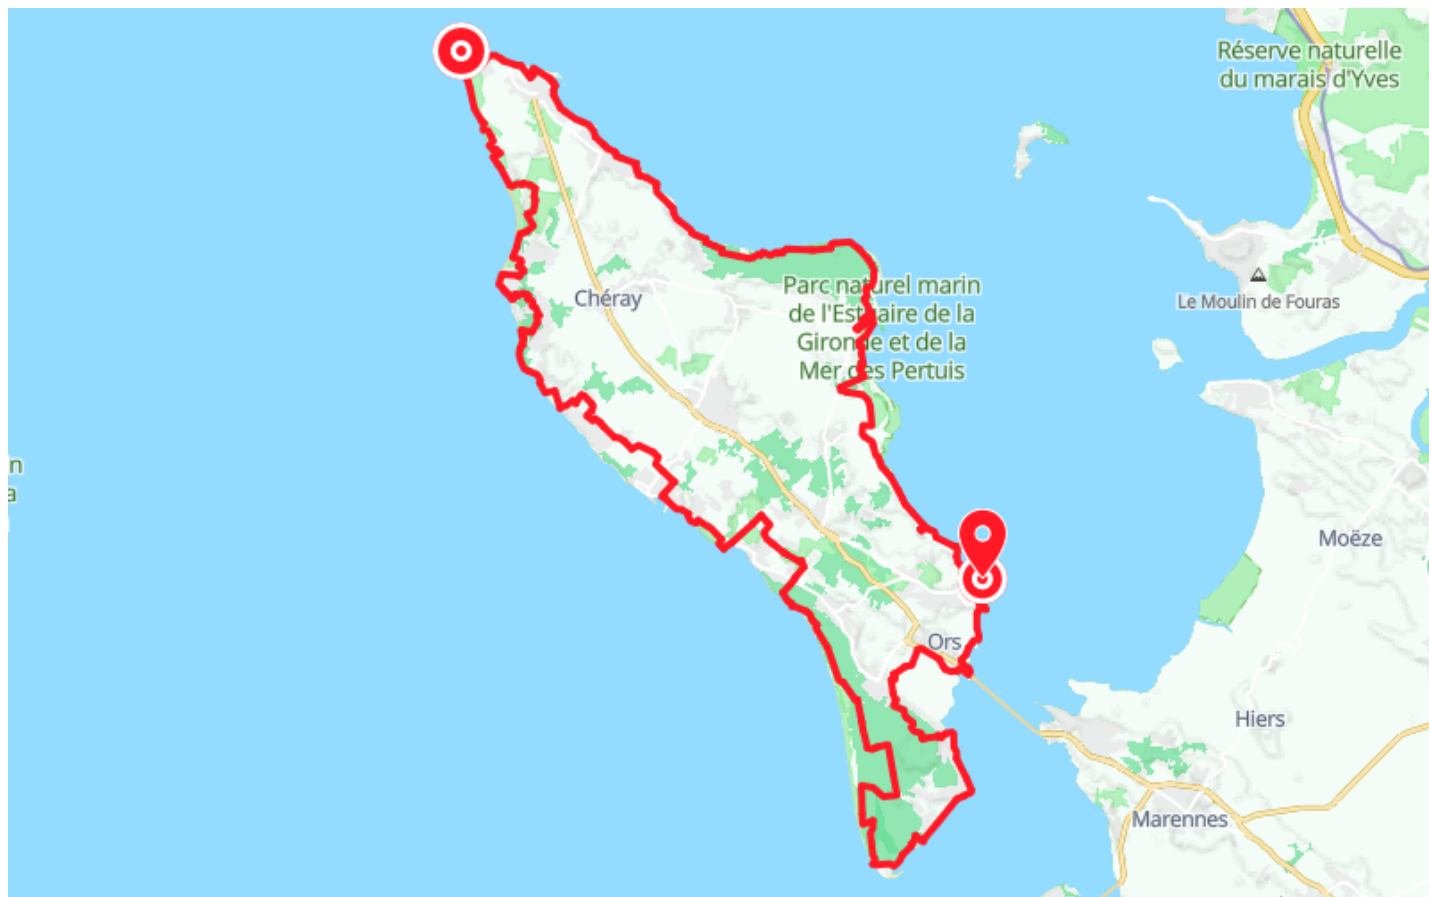 Réserve naturelle
du marais d'Yves
Parc naturel marin
de l'Estuaire de la
Gironde et de la
Mer des Pertuis
Chéray
Le Moulin de Fouras
n
a
Moëze
Ors
Hiers
Marennes